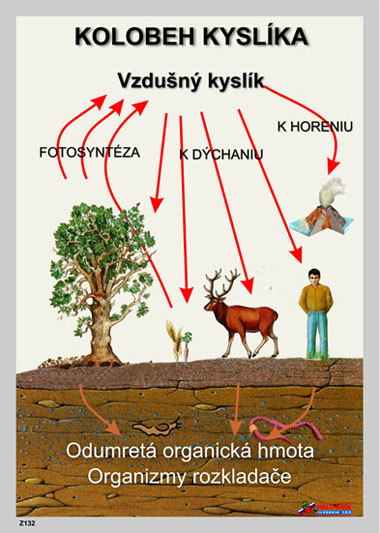 KOLOBEH KYSLÍKA
Vzdušný kyslík
K HORENIU
FOTOSYNTÉZA
K DÝCHANIU
Odumretá organická hmota
Organizmy rozkladače
Z132